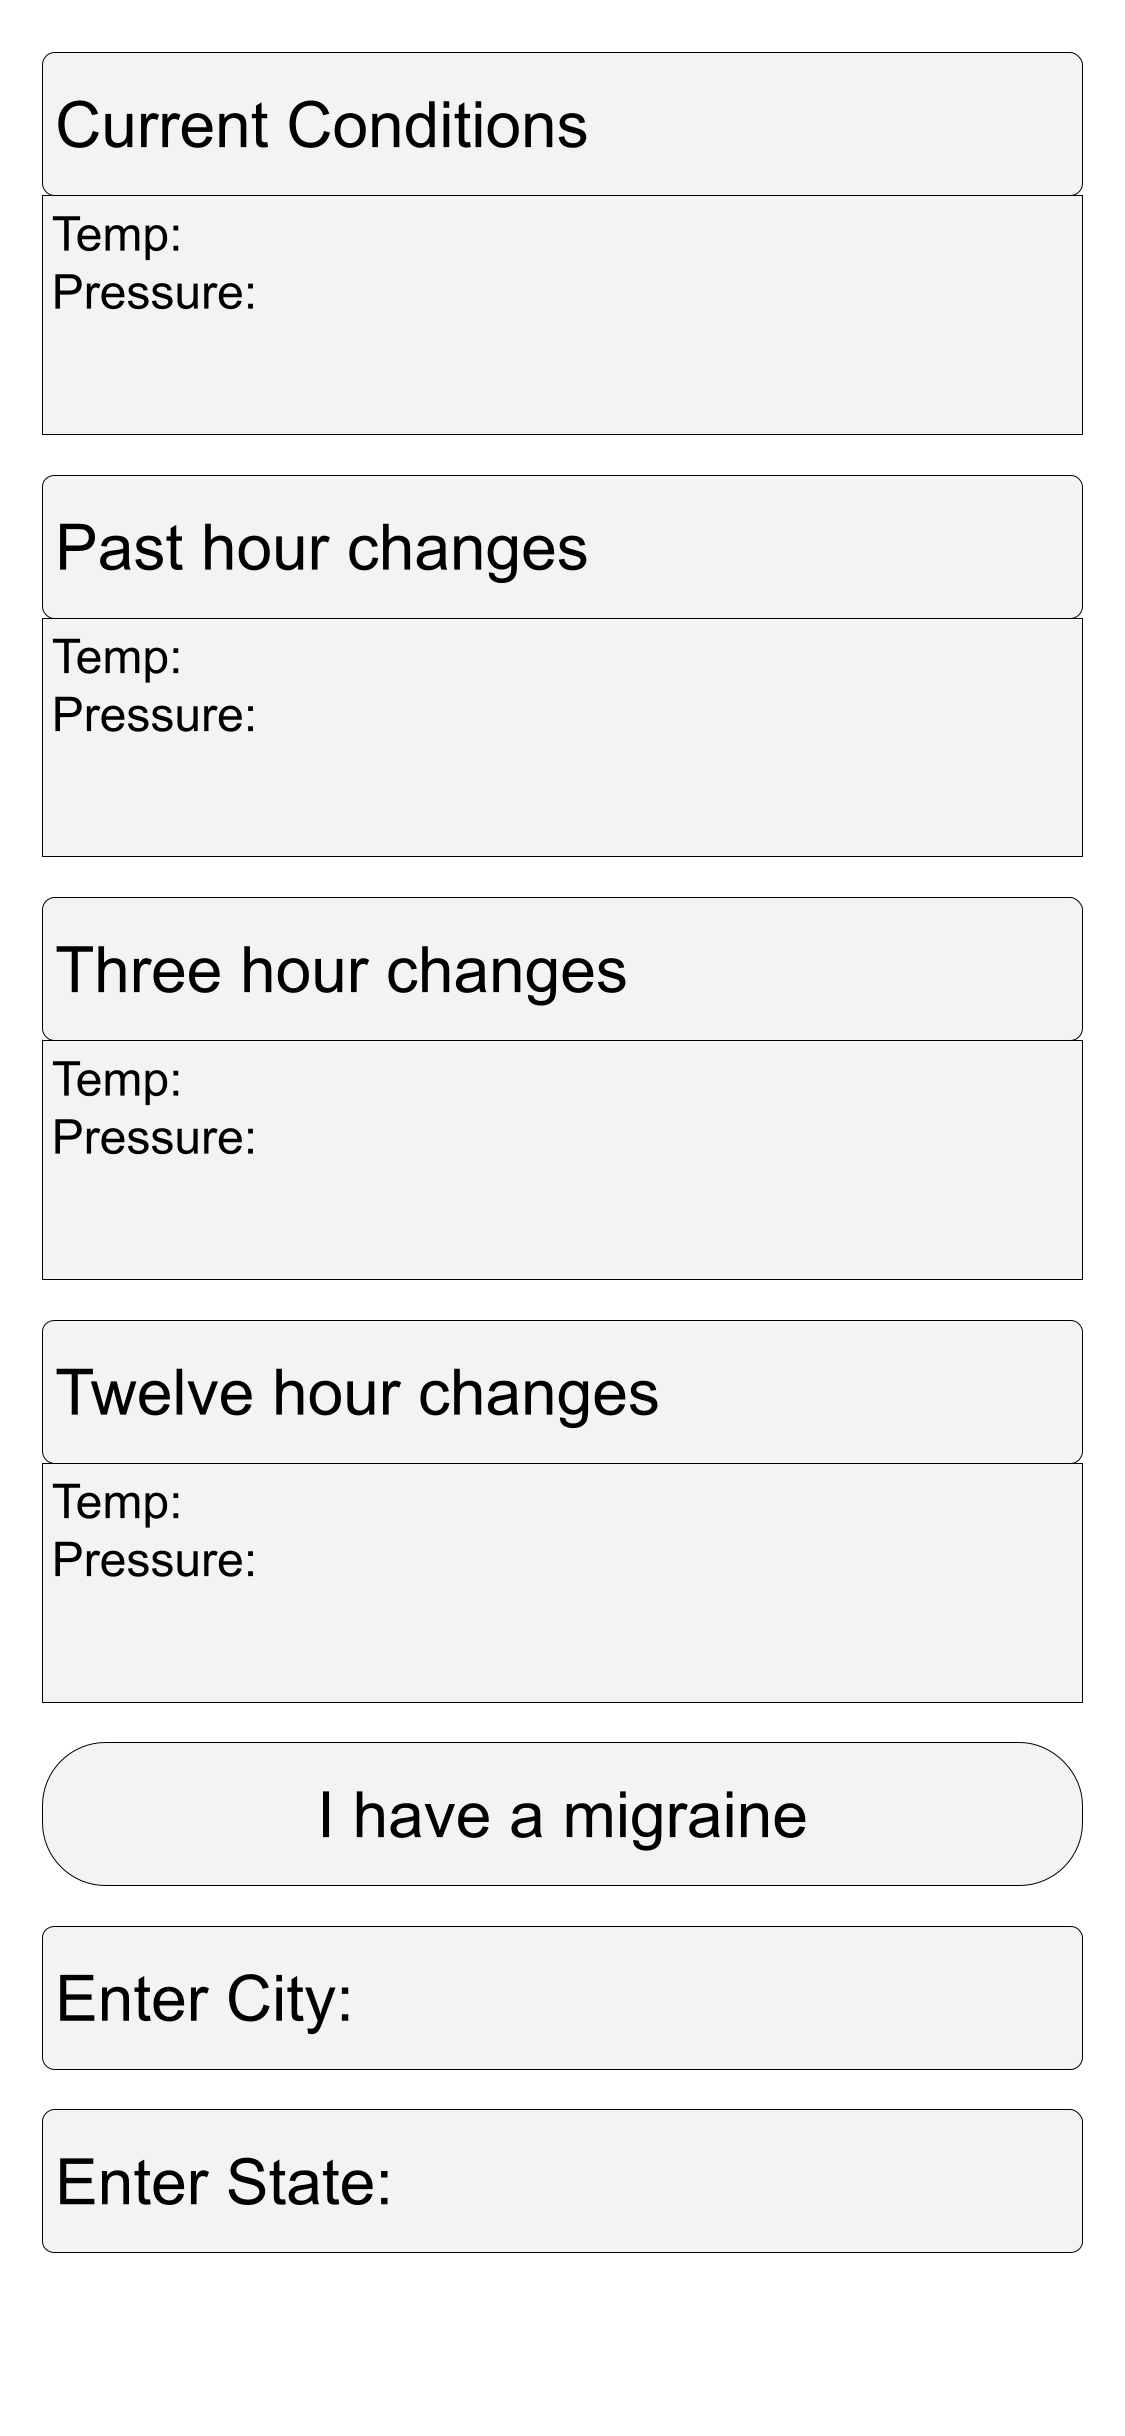 Current Conditions
Temp:
Pressure:
Past hour changes
Temp:
Pressure:
Three hour changes
Temp:
Pressure:
Twelve hour changes
Temp:
Pressure:
I have a migraine
Enter City:
Enter State: